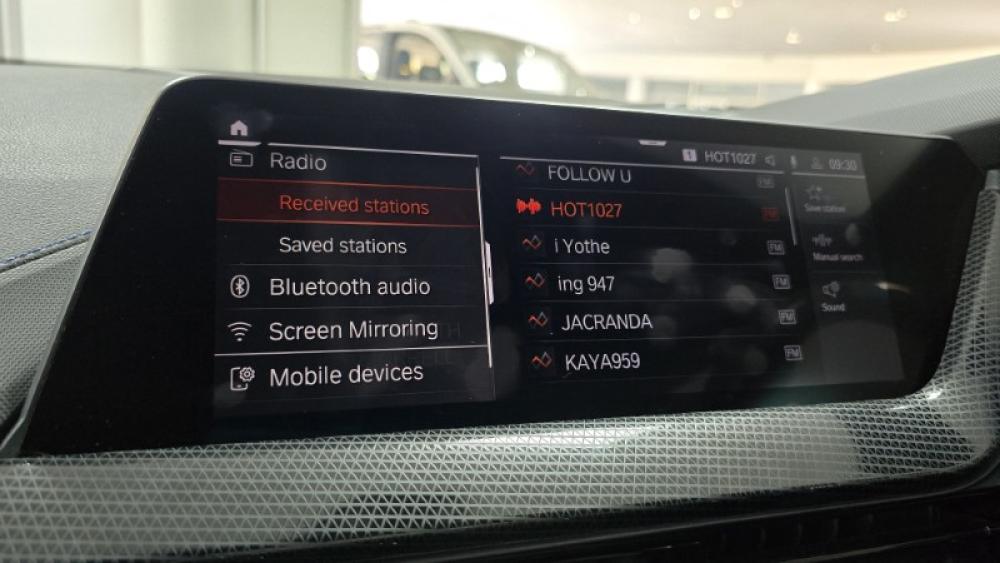 HOT1027 09:30
Radio
Received stations
Saved stations
Bluetooth audio
Screen Mirroring
Mobile devices
FOLLOW U FM
HOT1027 FM
i Yothe FM
ing 947 FM
JACRANDA FM
KAYA959 FM
Save station
Manual search
Sound